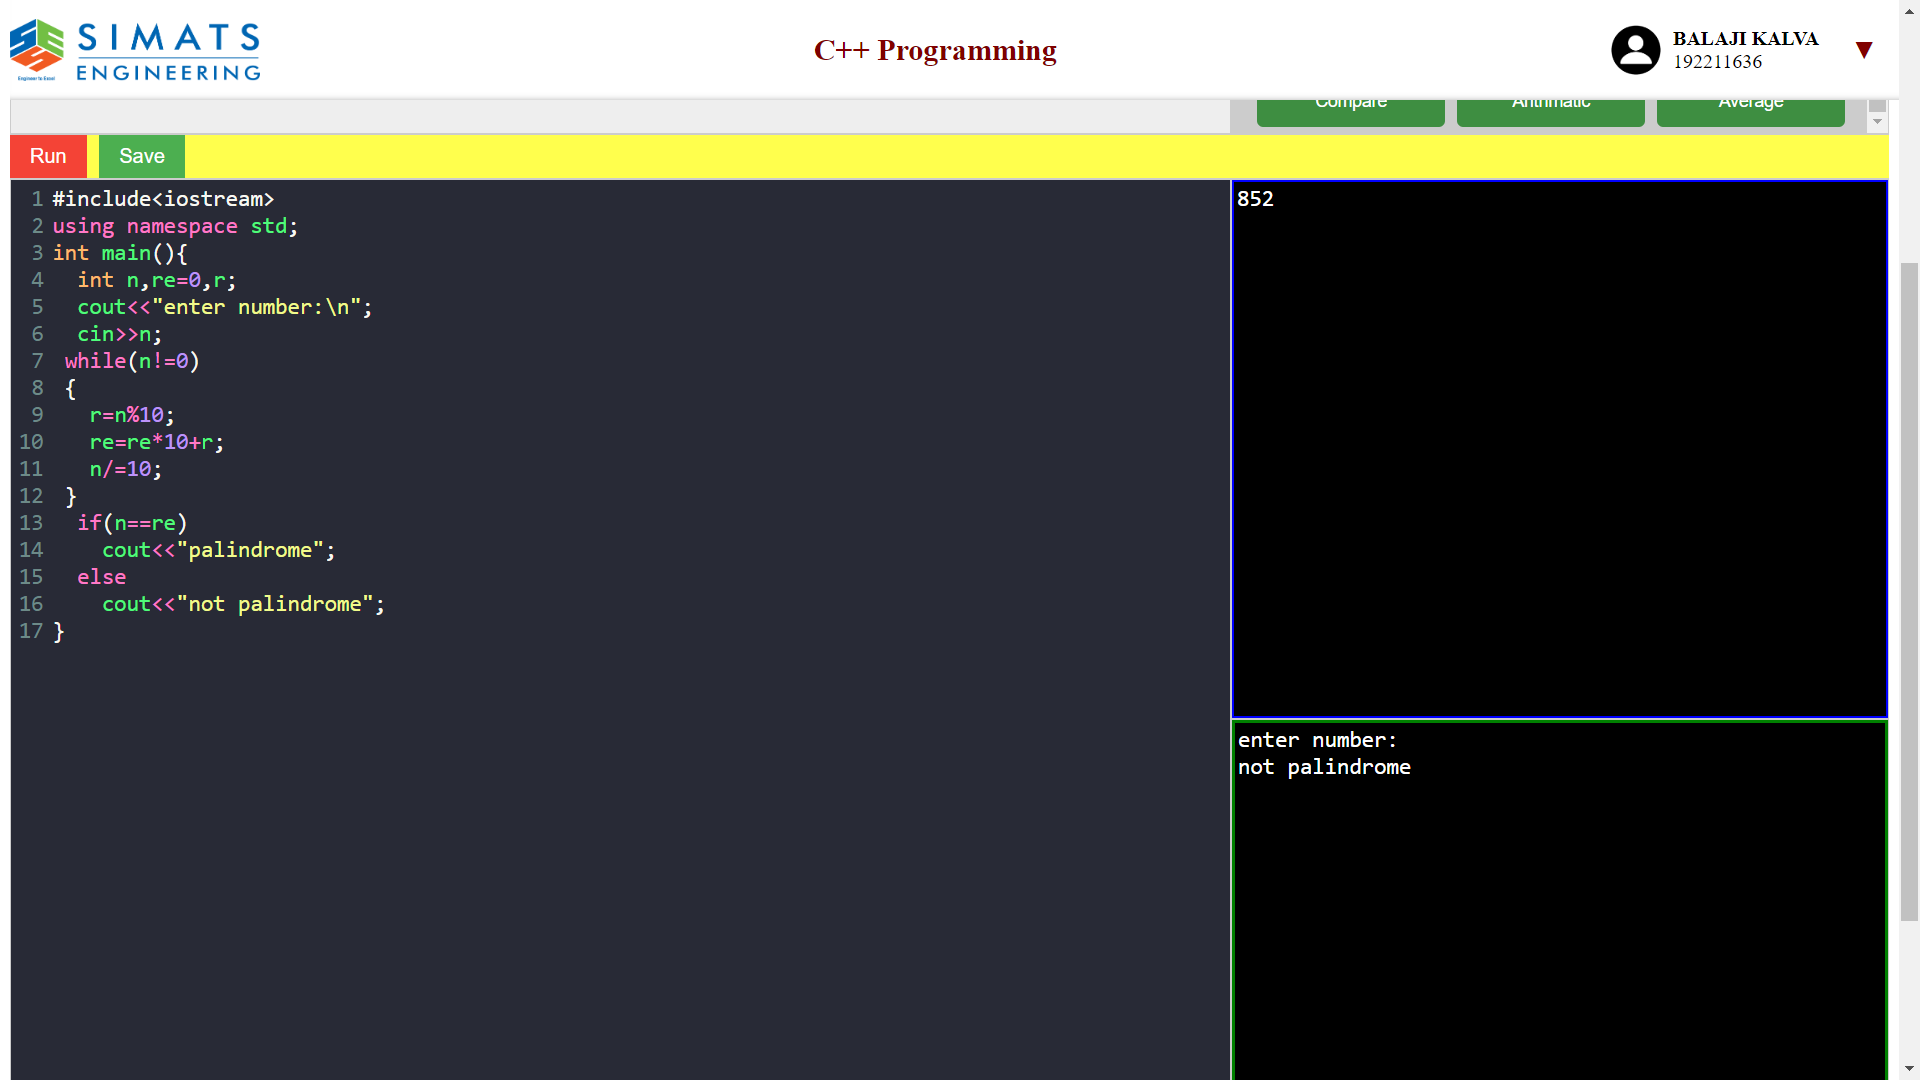 SIMATS
ENGINEERING
Engineer to Excel
C++ Programming
BALAJI KALVA
192211636
▼
Compare
Arithmatic
Average
Run
Save
1 #include<iostream>
2 using namespace std;
3 int main(){
4   int n,re=0,r;
5   cout<<"enter number:\n";
6   cin>>n;
7  while(n!=0)
8  {
9    r=n%10;
10    re=re*10+r;
11    n/=10;
12  }
13   if(n==re)
14     cout<<"palindrome";
15   else
16     cout<<"not palindrome";
17 }
852
enter number:
not palindrome